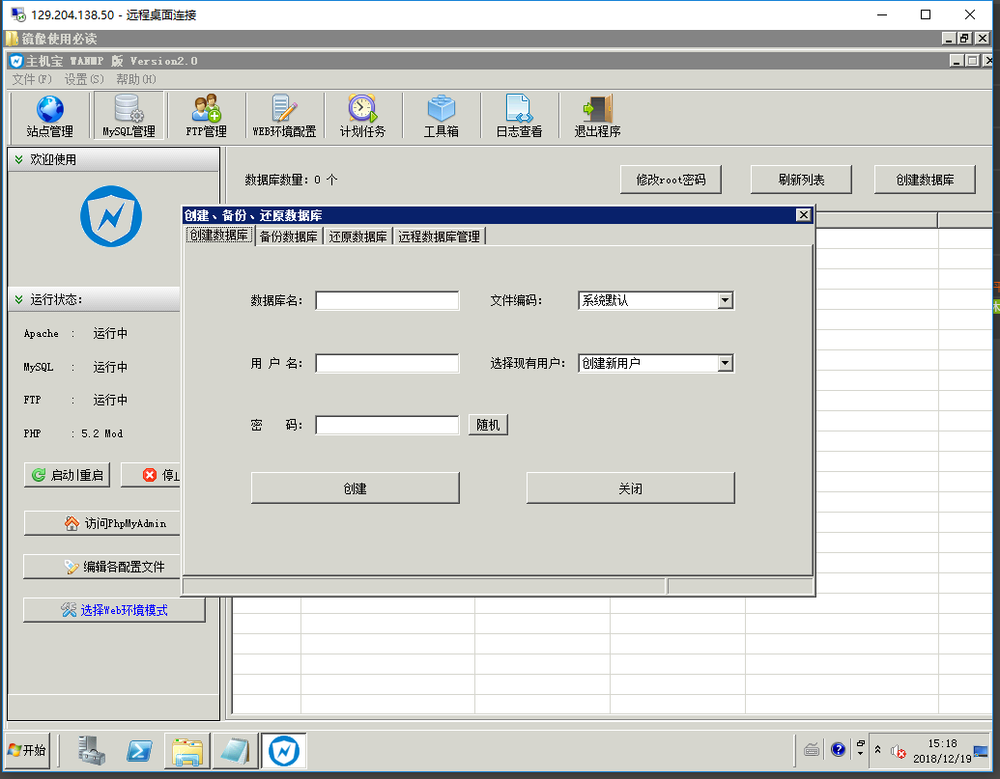 129.204.138.50 - 远程桌面连接
镜像使用必读
主机宝 WAMMP 版 Version2.0
文件(F) 设置(S) 帮助(H)
站点管理 MySQL管理 FTP管理 WEB环境配置 计划任务 工具箱 日志查看 退出程序
欢迎使用
数据库数量：0 个 修改root密码 刷新列表 创建数据库
创建、备份、还原数据库
创建数据库 备份数据库 还原数据库 远程数据库管理
数据库名： 文件编码： 系统默认
用 户 名： 选择现有用户： 创建新用户
密 码： 随机
创建 关闭
运行状态：
Apache : 运行中
MySQL : 运行中
FTP : 运行中
PHP : 5.2 Mod
启动|重启 停止
访问PhpMyAdmin
编辑各配置文件
选择Web环境模式
开始 15:18
2018/12/19